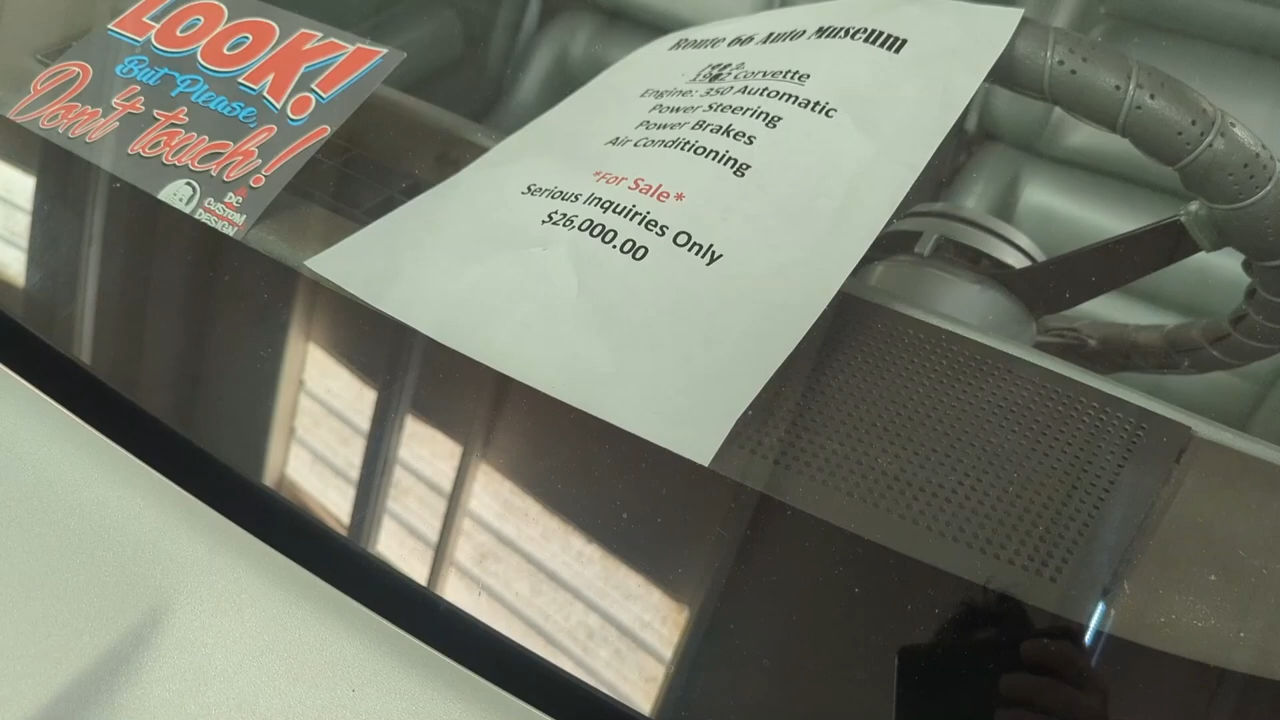 LOOK!
But Please,
Don't touch!
DC
CUSTOM
DESIGN
Route 66 Auto Museum
Corvette
Engine: 350 Automatic
Power Steering
Power Brakes
Air Conditioning
*For Sale*
Serious Inquiries Only
$26,000.00